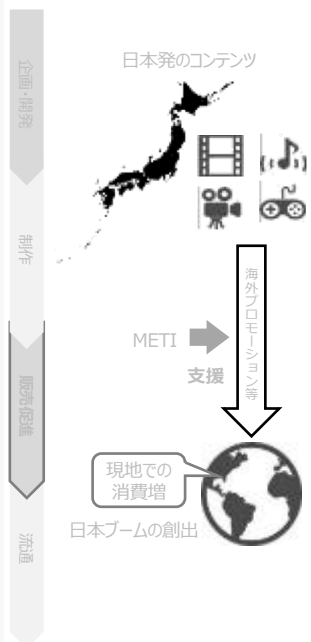 企画・開発
日本発のコンテンツ
制作
海外プロモーション等
METI
支援
販売促進
現地での
消費増
日本ブームの創出
流通